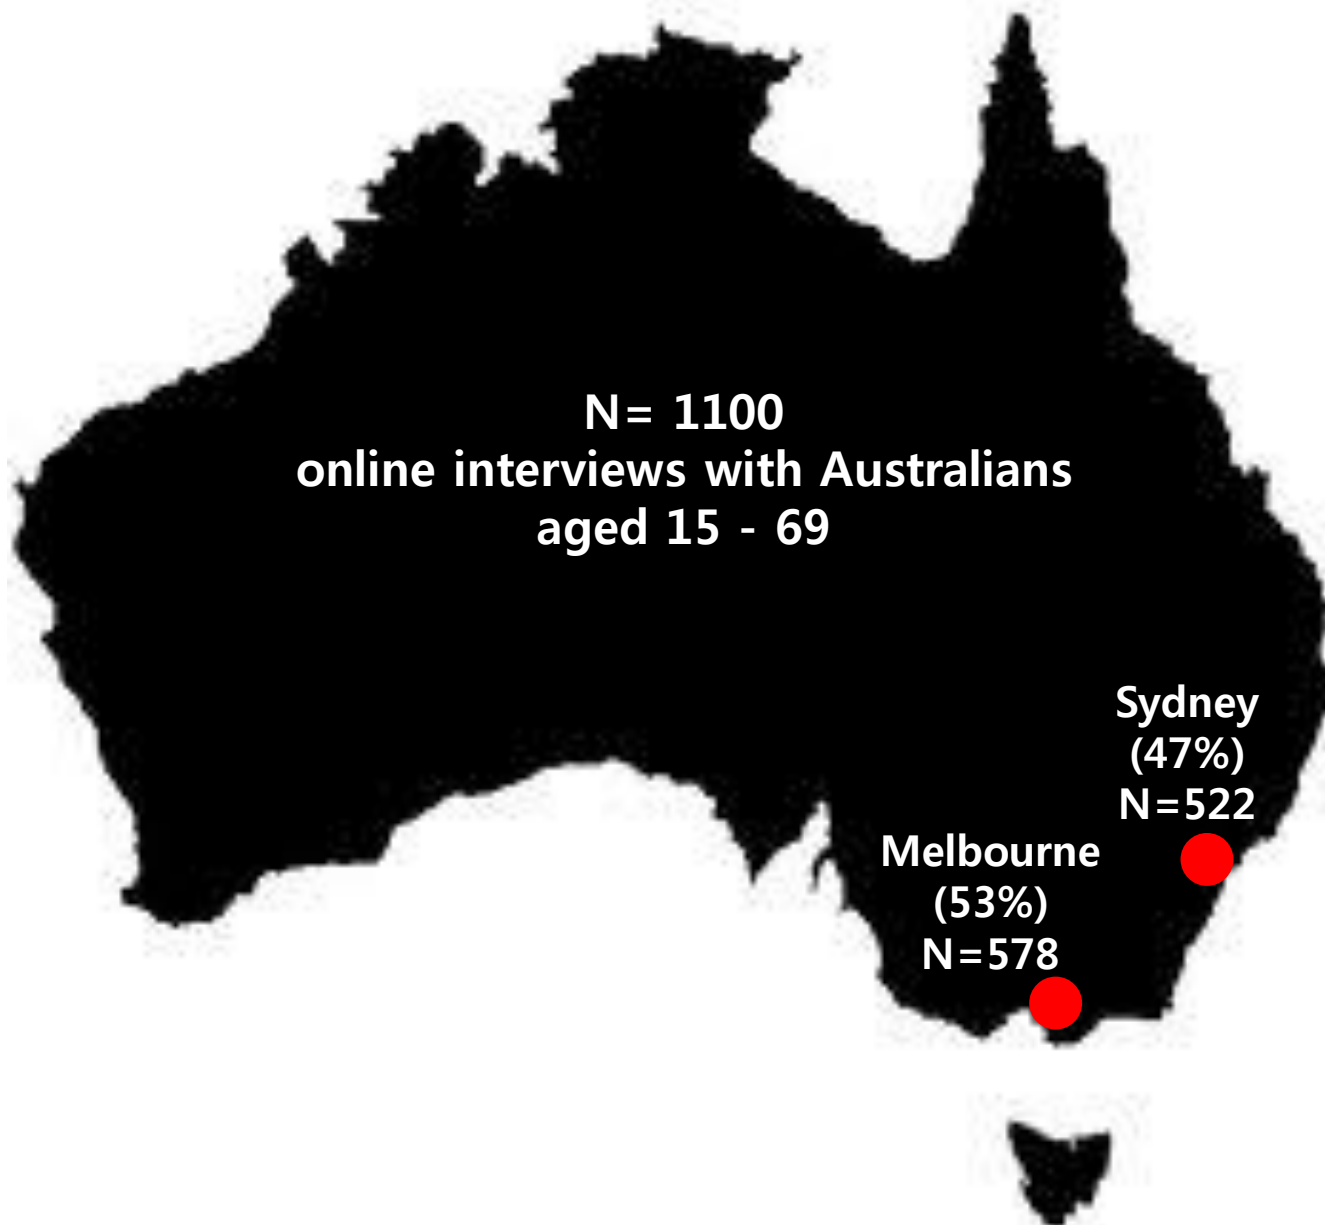 N= 1100
online interviews with Australians
aged 15 - 69
Sydney
(47%)
N=522
Melbourne
(53%)
N=578